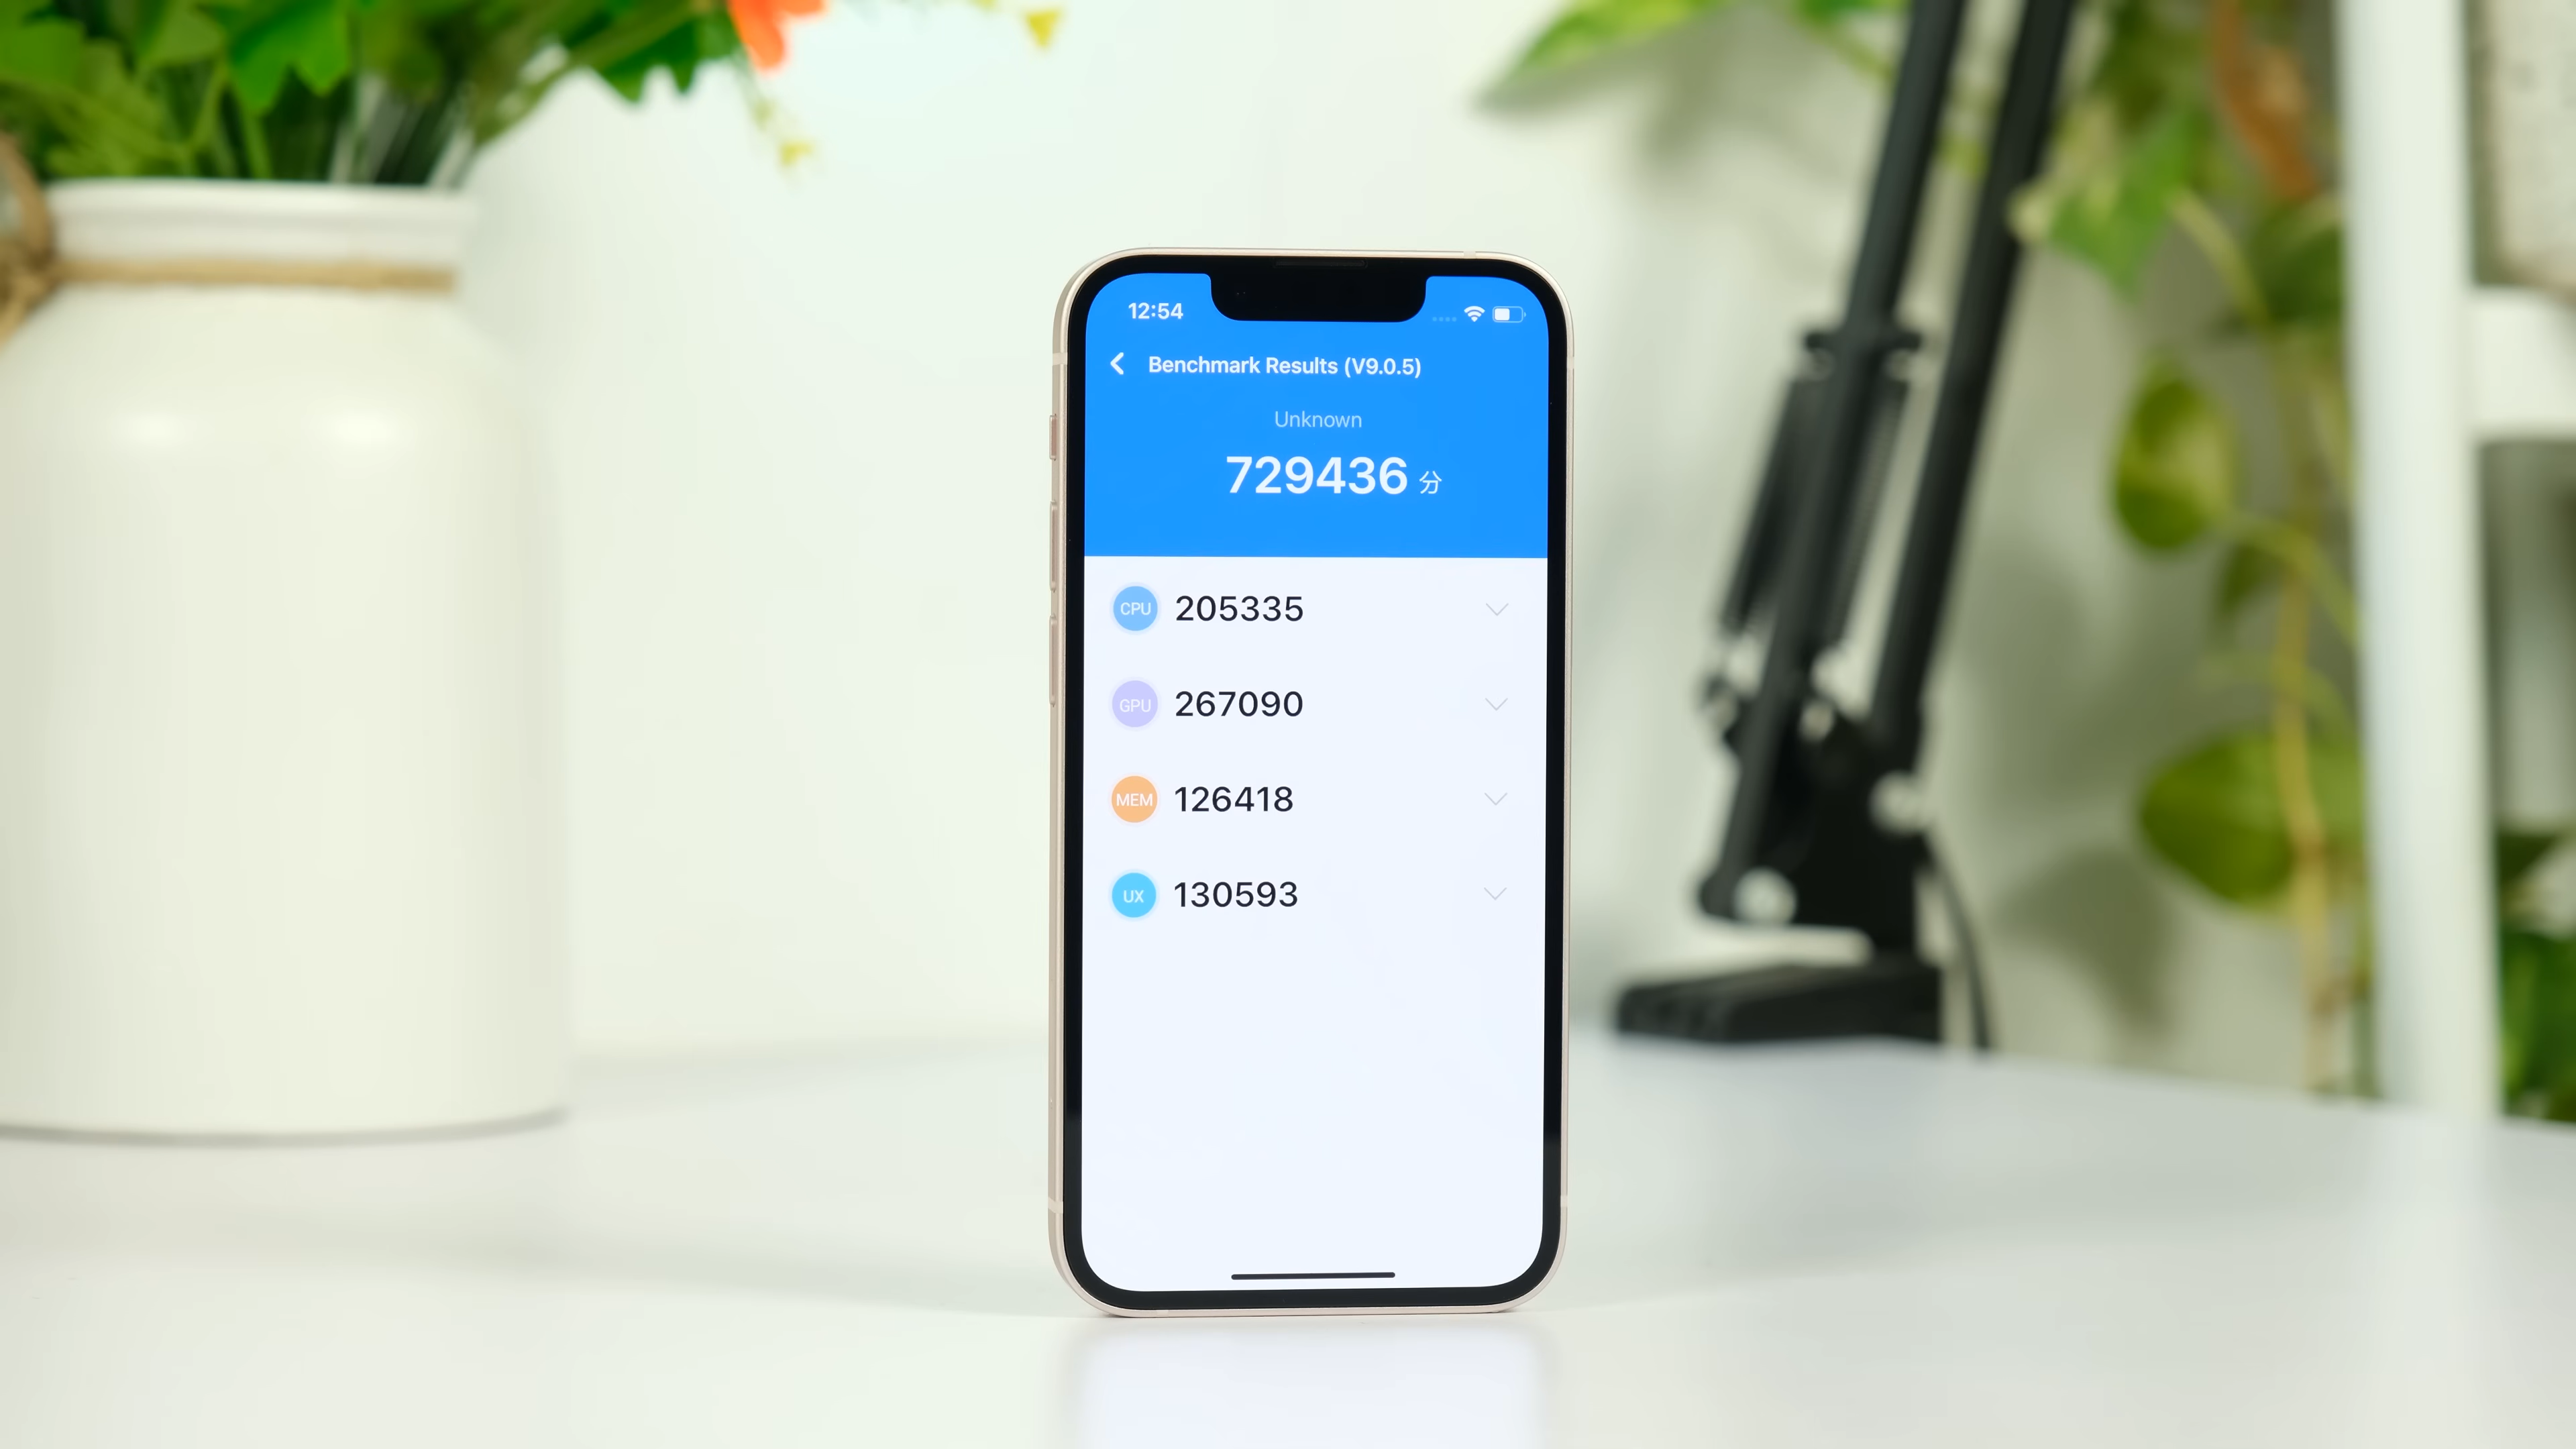 12:54
Benchmark Results (V9.0.5)
Unknown
729436 分
CPU 205335
GPU 267090
MEM 126418
UX 130593